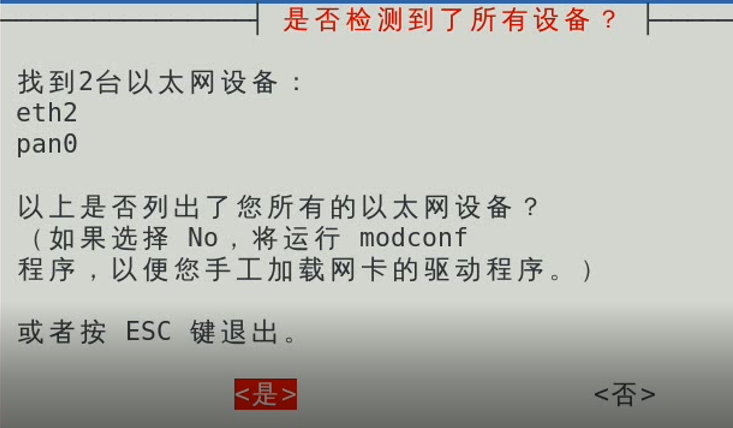 是否检测到了所有设备？
找到2台以太网设备：
eth2
pan0
以上是否列出了您所有的以太网设备？
（如果选择 No，将运行 modconf
程序，以便您手工加载网卡的驱动程序。）
或者按 ESC 键退出。
<是> <否>